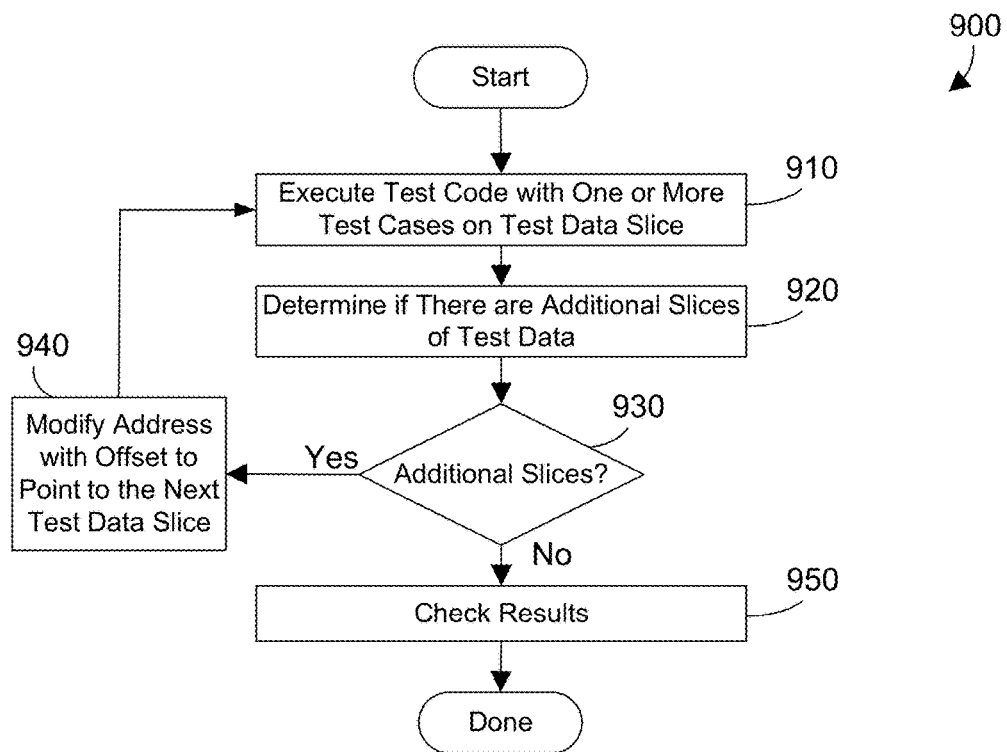 900
Start
910
Execute Test Code with One or More
Test Cases on Test Data Slice
920
Determine if There are Additional Slices
of Test Data
940
Modify Address
with Offset to
Point to the Next
Test Data Slice
930
Yes
Additional Slices?
No
950
Check Results
Done